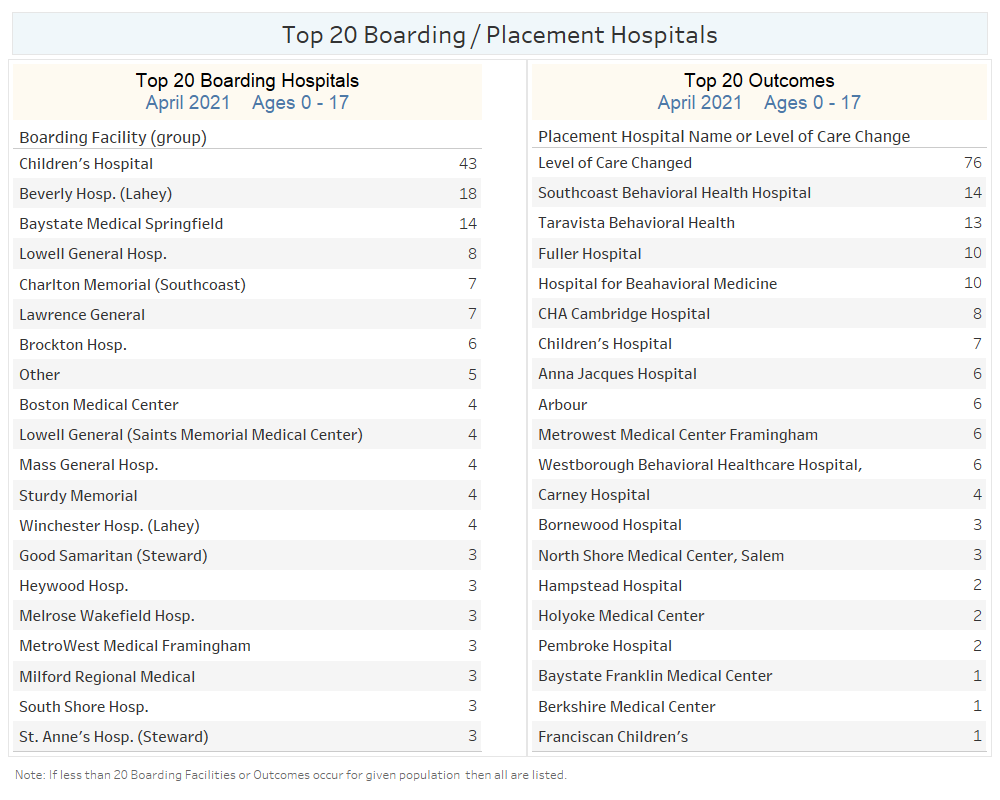 Top 20 Boarding / Placement Hospitals
Top 20 Boarding Hospitals
April 2021 Ages 0 - 17
Boarding Facility (group)
Children's Hospital 43
Beverly Hosp. (Lahey) 18
Baystate Medical Springfield 14
Lowell General Hosp. 8
Charlton Memorial (Southcoast) 7
Lawrence General 7
Brockton Hosp. 6
Other 5
Boston Medical Center 4
Lowell General (Saints Memorial Medical Center) 4
Mass General Hosp. 4
Sturdy Memorial 4
Winchester Hosp. (Lahey) 4
Good Samaritan (Steward) 3
Heywood Hosp. 3
Melrose Wakefield Hosp. 3
MetroWest Medical Framingham 3
Milford Regional Medical 3
South Shore Hosp. 3
St. Anne's Hosp. (Steward) 3
Top 20 Outcomes
April 2021 Ages 0 - 17
Placement Hospital Name or Level of Care Change
Level of Care Changed 76
Southcoast Behavioral Health Hospital 14
Taravista Behavioral Health 13
Fuller Hospital 10
Hospital for Beahavioral Medicine 10
CHA Cambridge Hospital 8
Children's Hospital 7
Anna Jacques Hospital 6
Arbour 6
Metrowest Medical Center Framingham 6
Westborough Behavioral Healthcare Hospital, 6
Carney Hospital 4
Bornewood Hospital 3
North Shore Medical Center, Salem 3
Hampstead Hospital 2
Holyoke Medical Center 2
Pembroke Hospital 2
Baystate Franklin Medical Center 1
Berkshire Medical Center 1
Franciscan Children's 1
Note: If less than 20 Boarding Facilities or Outcomes occur for given population then all are listed.